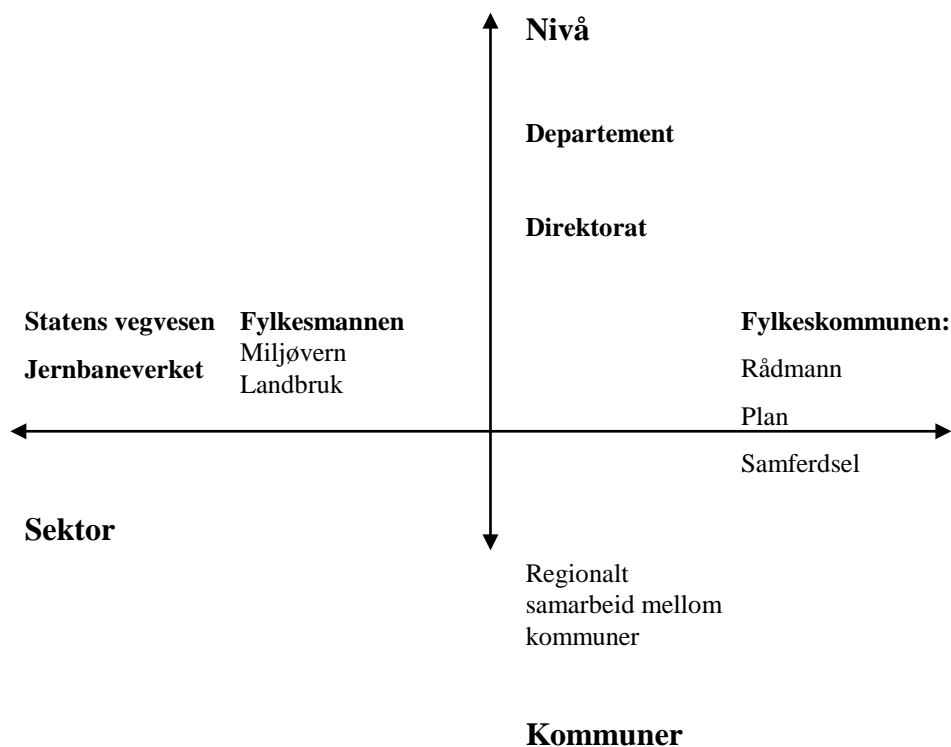 Nivå
Departement
Direktorat
Statens vegvesen
Jernbaneverket
Fylkesmannen
Miljøvern
Landbruk
Fylkeskommunen:
Rådmann
Plan
Samferdsel
Sektor
Regionalt
samarbeid mellom
kommuner
Kommuner